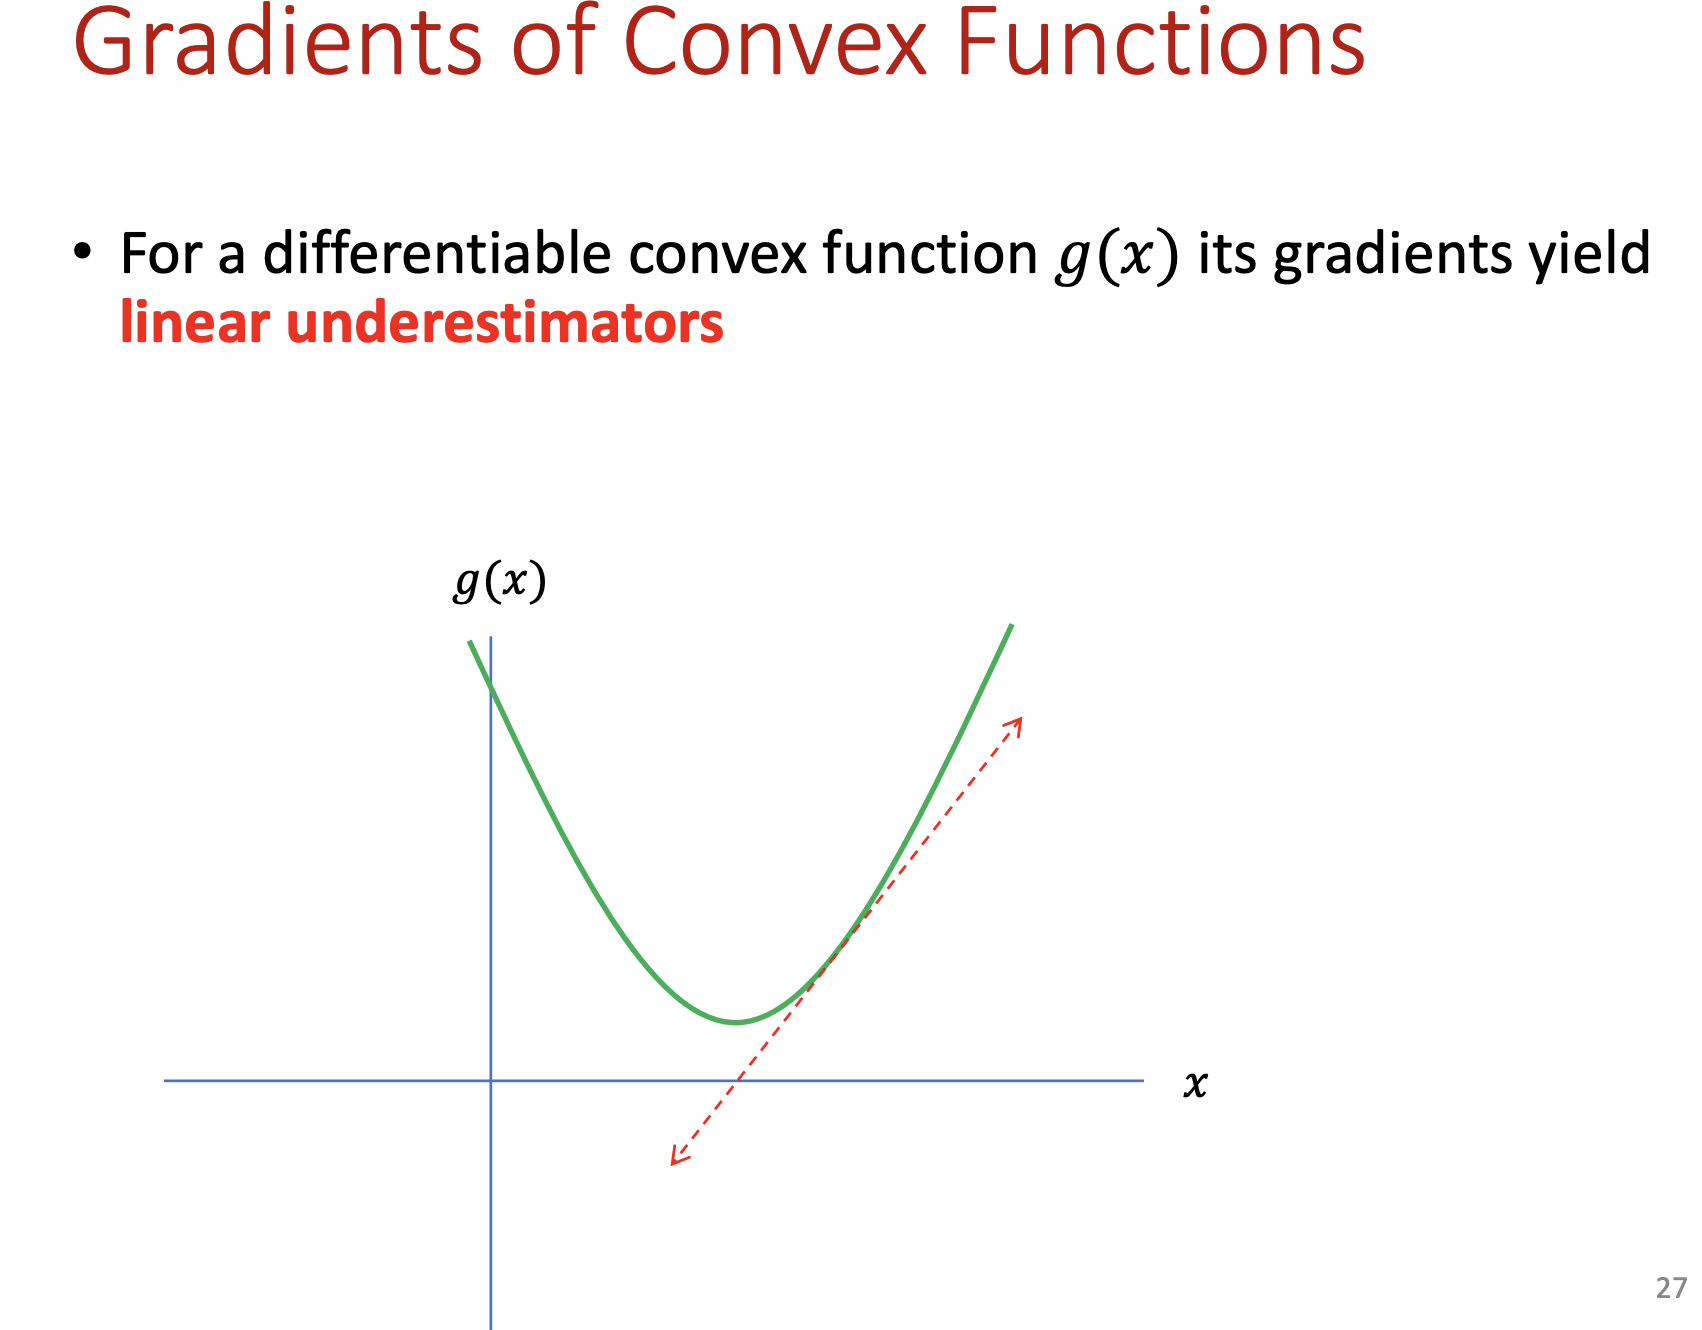 Gradients of Convex Functions
• For a differentiable convex function g(x) its gradients yield
linear underestimators
g(x)
x
27